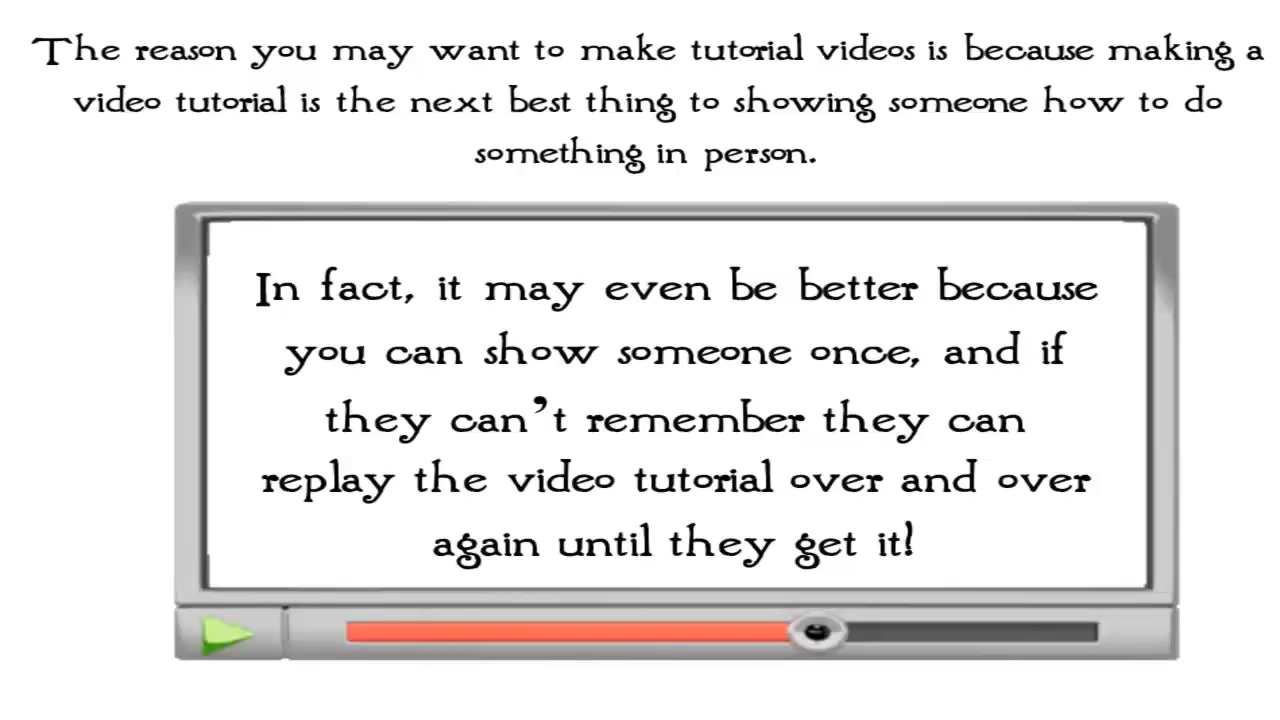 The reason you may want to make tutorial videos is because making a
video tutorial is the next best thing to showing someone how to do
something in person.
In fact, it may even be better because
you can show someone once, and if
they can't remember they can
replay the video tutorial over and over
again until they get it!